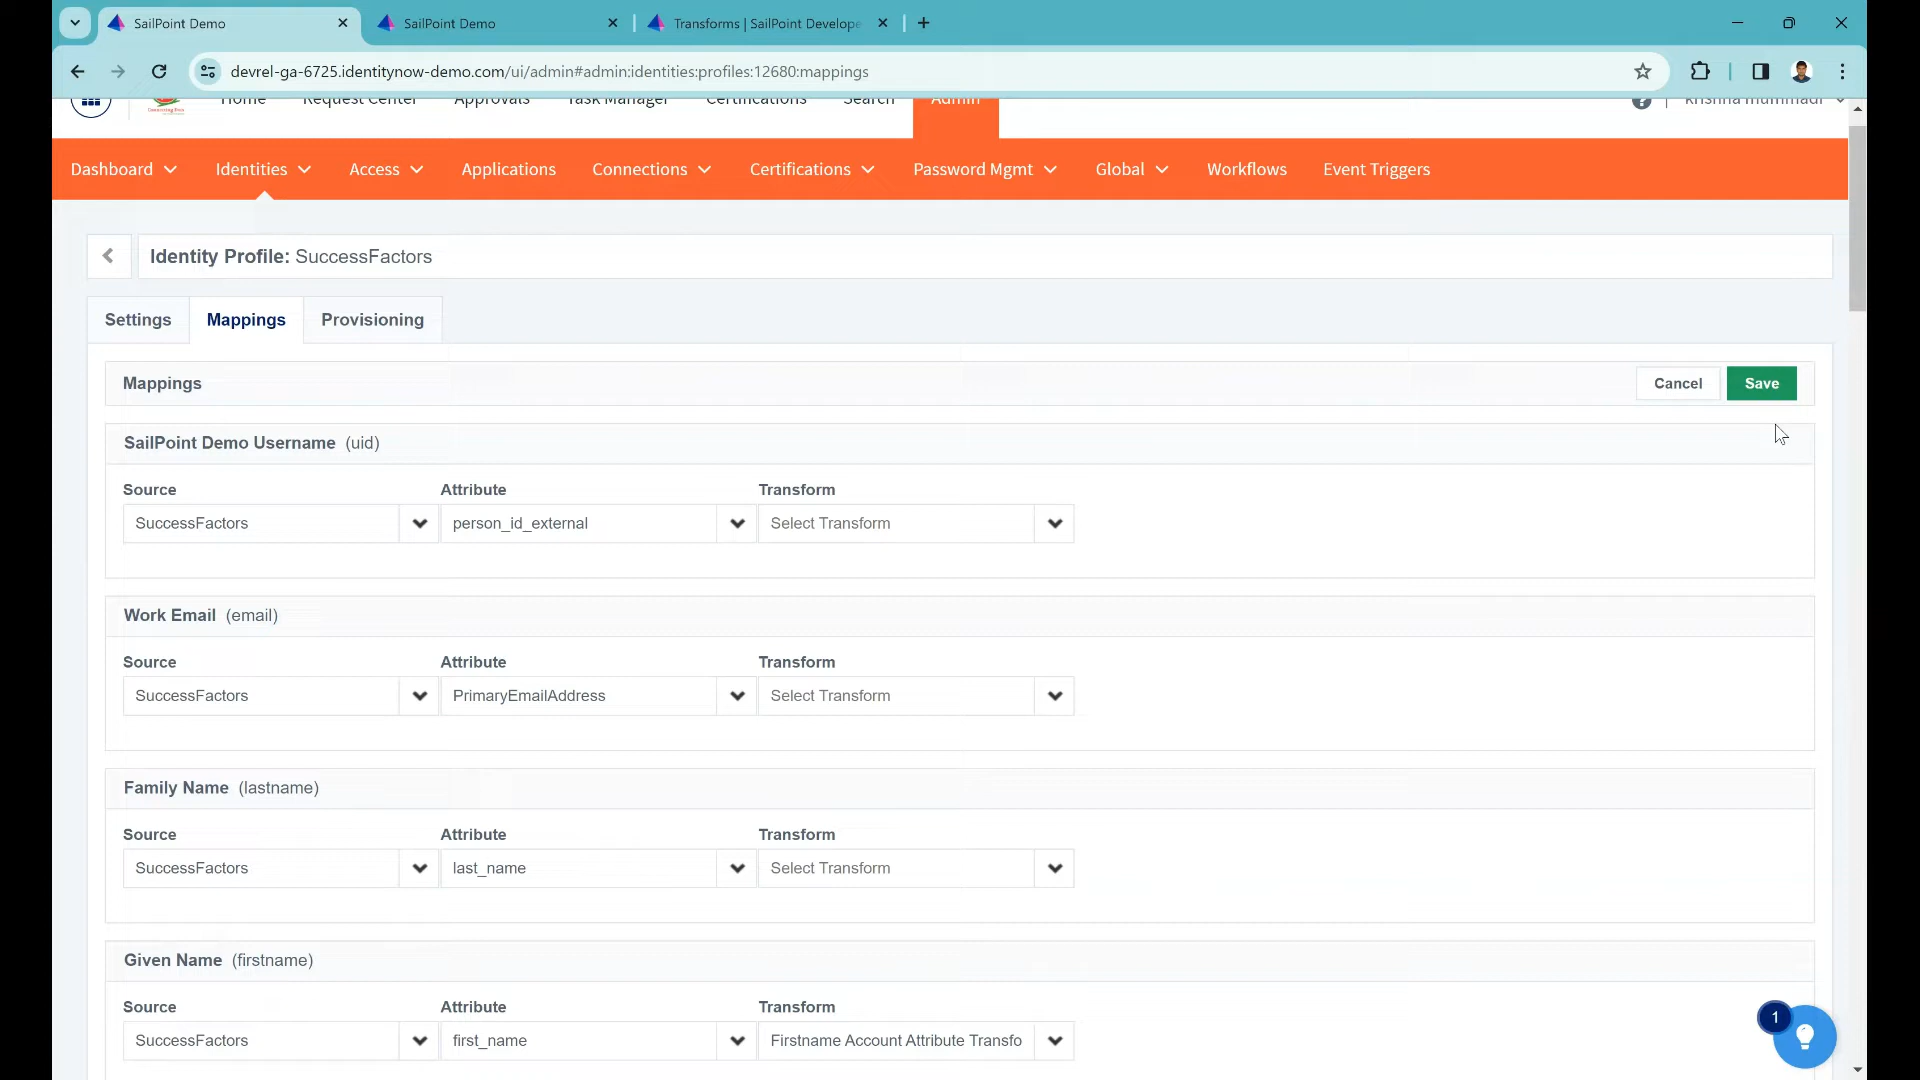 SailPoint Demo
SailPoint Demo
Transforms | SailPoint Develope
devrel-ga-6725.identitynow-demo.com/ui/admin#admin:identities:profiles:12680:mappings
Home Request Center Approvals Task Manager Certifications Search Admin krishna mummadi
Dashboard Identities Access Applications Connections Certifications Password Mgmt Global Workflows Event Triggers
Identity Profile: SuccessFactors
Settings Mappings Provisioning
Mappings Cancel Save
SailPoint Demo Username (uid)
Source Attribute Transform
SuccessFactors person_id_external Select Transform
Work Email (email)
Source Attribute Transform
SuccessFactors PrimaryEmailAddress Select Transform
Family Name (lastname)
Source Attribute Transform
SuccessFactors last_name Select Transform
Given Name (firstname)
Source Attribute Transform
SuccessFactors first_name Firstname Account Attribute Transfo
1